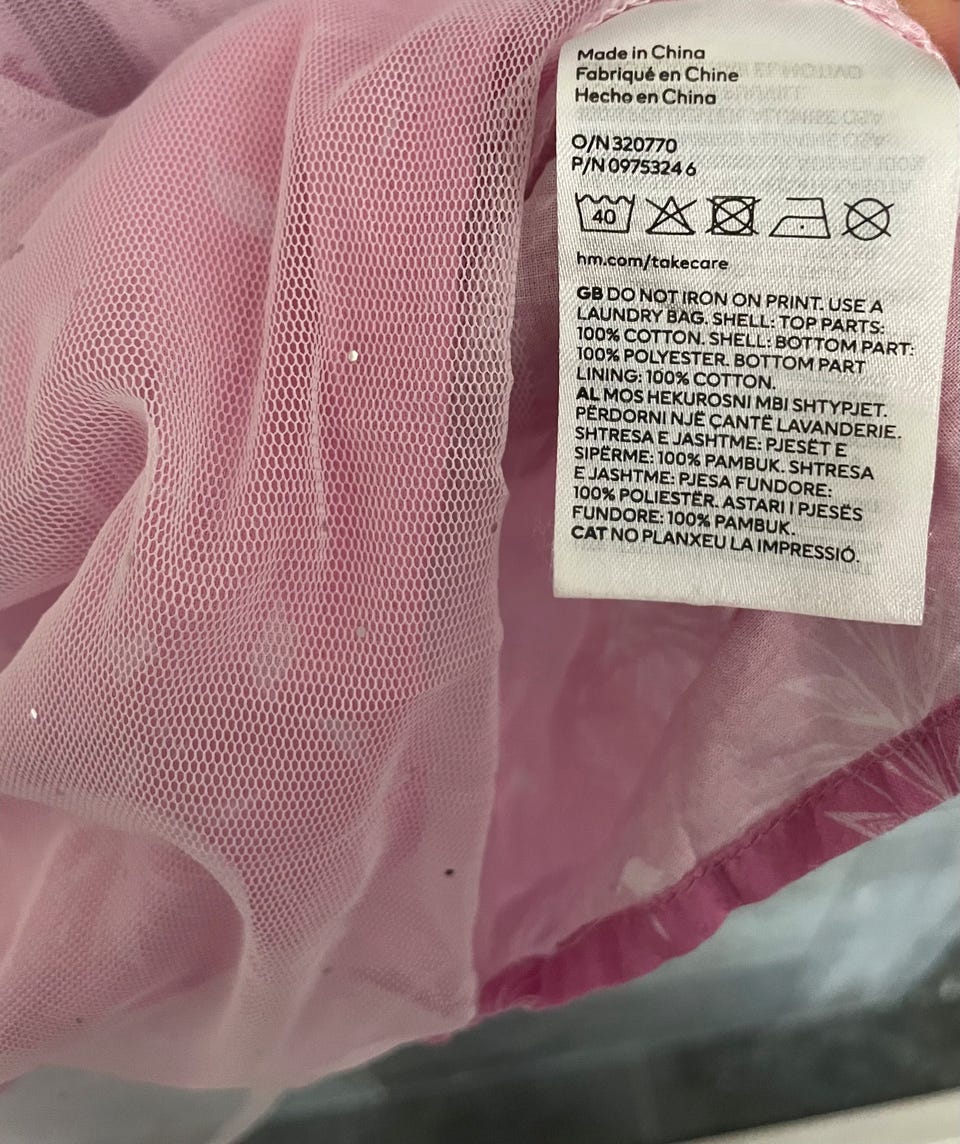 Made in China
Fabriqué en Chine
Hecho en China
O/N 320770
P/N 09753246
40
hm.com/takecare
GB DO NOT IRON ON PRINT. USE A
LAUNDRY BAG. SHELL: TOP PARTS:
100% COTTON. SHELL: BOTTOM PART:
100% POLYESTER. BOTTOM PART
LINING: 100% COTTON.
AL MOS HEKUROSNI MBI SHTYPJET.
PËRDORNI NJË ÇANTË LAVANDERIE.
SHTRESA E JASHTME: PJESËT E
SIPËRME: 100% PAMBUK. SHTRESA
E JASHTME: PJESA FUNDORE:
100% POLIESTËR. ASTARI I PJESËS
FUNDORE: 100% PAMBUK.
CAT NO PLANXEU LA IMPRESSIÓ.